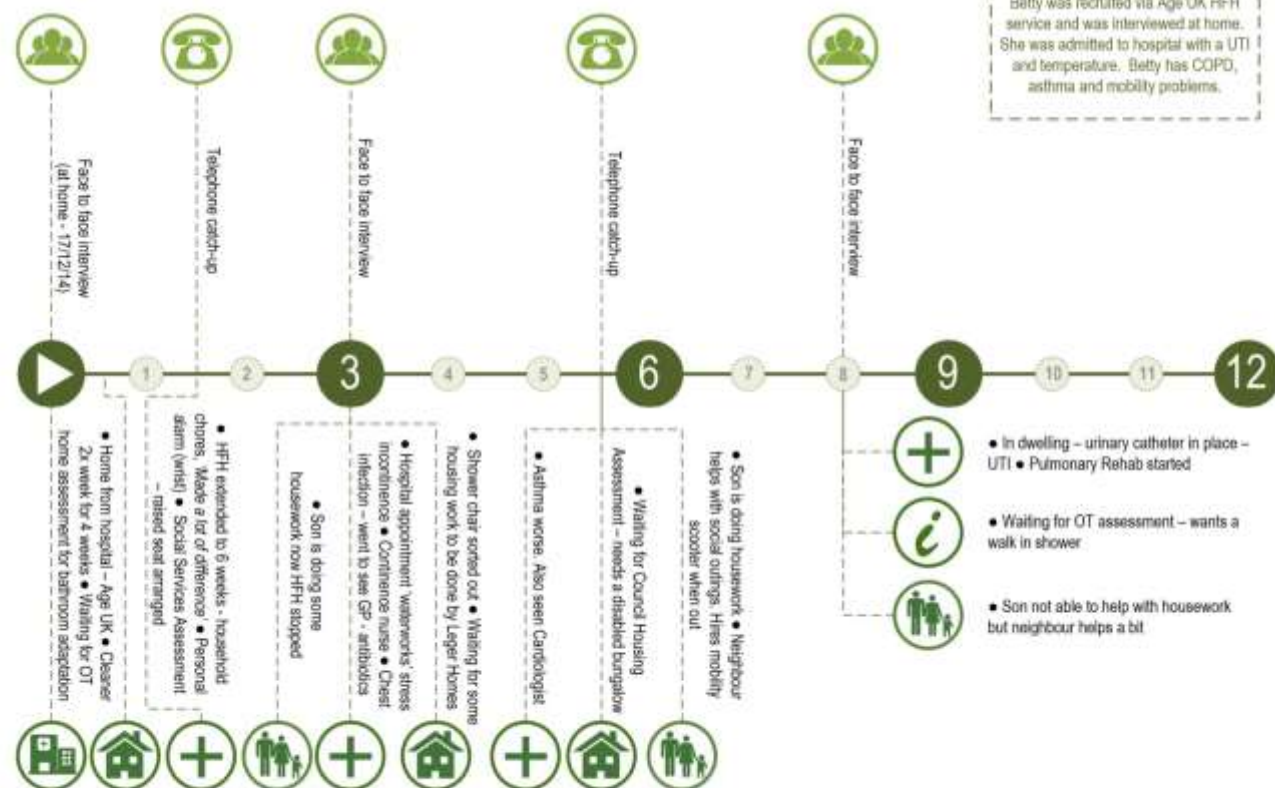 Betty was recruited via Age UK HFH
service and was interviewed at home.
She was admitted to hospital with a UTI
and temperature. Betty has COPD,
asthma and mobility problems.
Face to face interview
(at home - 17/12/14)
Telephone catch-up
Face to face interview
Telephone catch-up
Face to face interview
1
2
3
4
5
6
7
8
9
10
11
12
● Home from hospital – Age UK ● Cleaner
2x week for 4 weeks ● Waiting for OT
home assessment for bathroom adaptation
● HFH extended to 6 weeks - household
chores, 'Made a lot of difference' ● Personal
alarm (wrist) ● Social Services Assessment
– raised seat arranged
● Son is doing some
housework now HFH stopped
● Hospital appointment 'waterworks' stress
incontinence ● Continence nurse ● Chest
infection – went to see GP - antibiotics
● Shower chair sorted out ● Waiting for some
housing work to be done by Leger Homes
● Asthma worse. Also seen Cardiologist
● Waiting for Council Housing
Assessment – needs a disabled bungalow
● Son is doing housework ● Neighbour
helps with social outings. Hires mobility
scooter when out
● In dwelling – urinary catheter in place –
UTI ● Pulmonary Rehab started
● Waiting for OT assessment – wants a
walk in shower
● Son not able to help with housework
but neighbour helps a bit